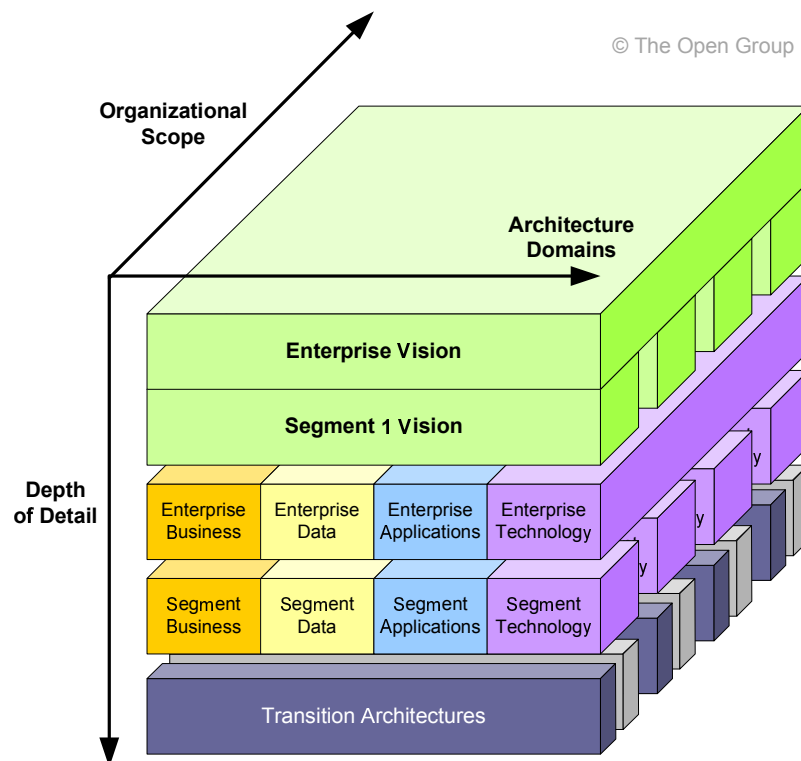 © The Open Group
Organizational
Scope
Architecture
Domains
Enterprise Vision
Segment 1 Vision
Depth
of Detail
Enterprise
Business
Enterprise
Data
Enterprise
Applications
Enterprise
Technology
Segment
Business
Segment
Data
Segment
Applications
Segment
Technology
Transition Architectures